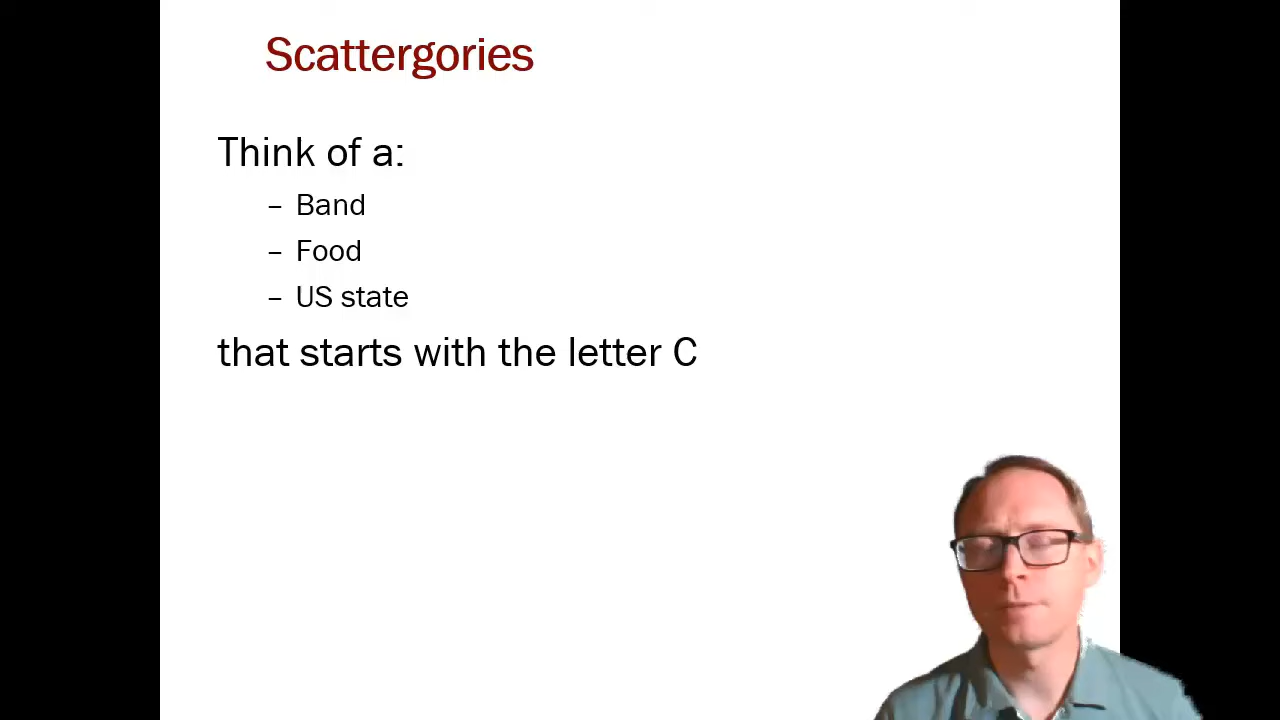 Scattergories
Think of a:
– Band
– Food
– US state
that starts with the letter C